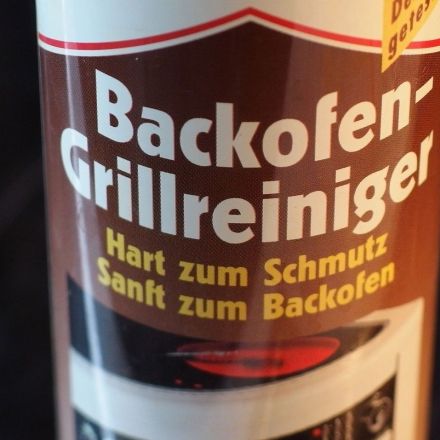 Backofen-
Grillreiniger
Hart zum Schmutz
Sanft zum Backofen